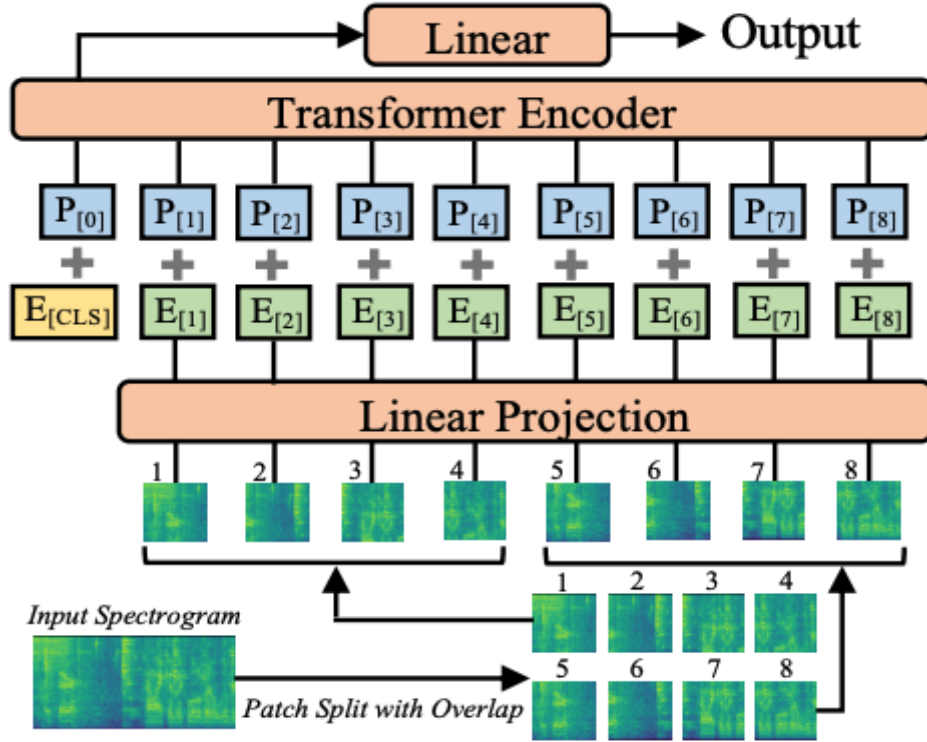 Linear Output
Transformer Encoder
P[0] P[1] P[2] P[3] P[4] P[5] P[6] P[7] P[8]
+ + + + + + + + +
E[CLS] E[1] E[2] E[3] E[4] E[5] E[6] E[7] E[8]
Linear Projection
1 2 3 4 5 6 7 8
1 2 3 4
Input Spectrogram
5 6 7 8
Patch Split with Overlap